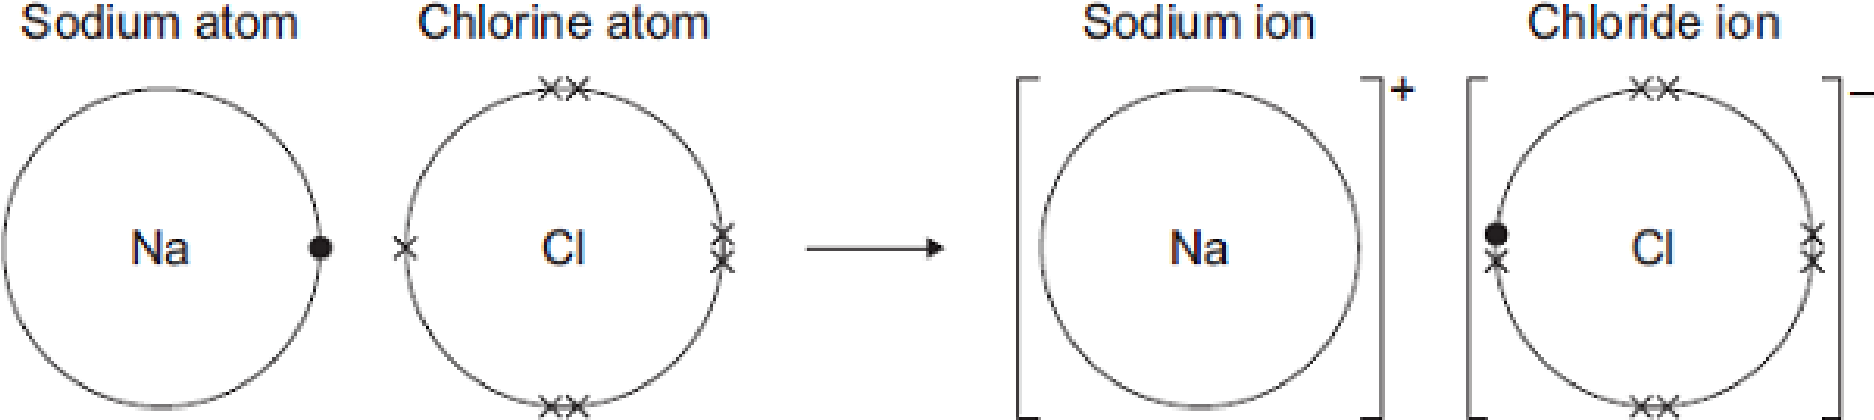 Sodium atom Chlorine atom Sodium ion Chloride ion
+ −
Na Cl Na Cl